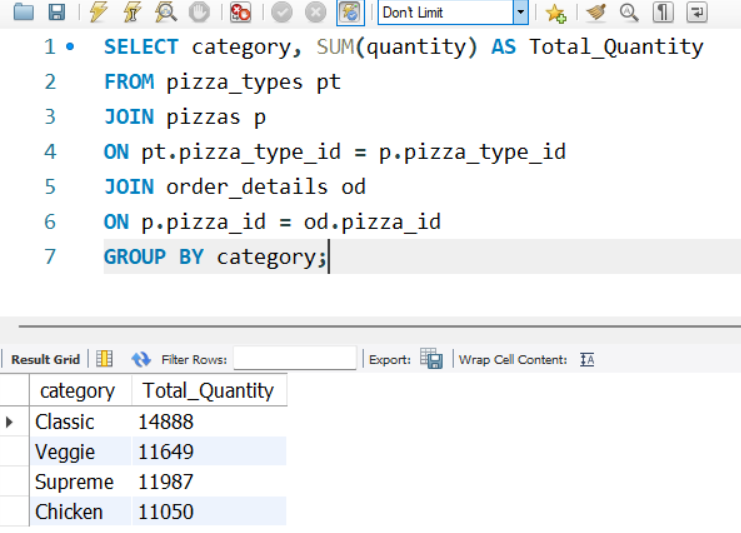 Don't Limit
1 SELECT category, SUM(quantity) AS Total_Quantity
2 FROM pizza_types pt
3 JOIN pizzas p
4 ON pt.pizza_type_id = p.pizza_type_id
5 JOIN order_details od
6 ON p.pizza_id = od.pizza_id
7 GROUP BY category;
Result Grid Filter Rows: Export: Wrap Cell Content:
category Total_Quantity
Classic 14888
Veggie 11649
Supreme 11987
Chicken 11050